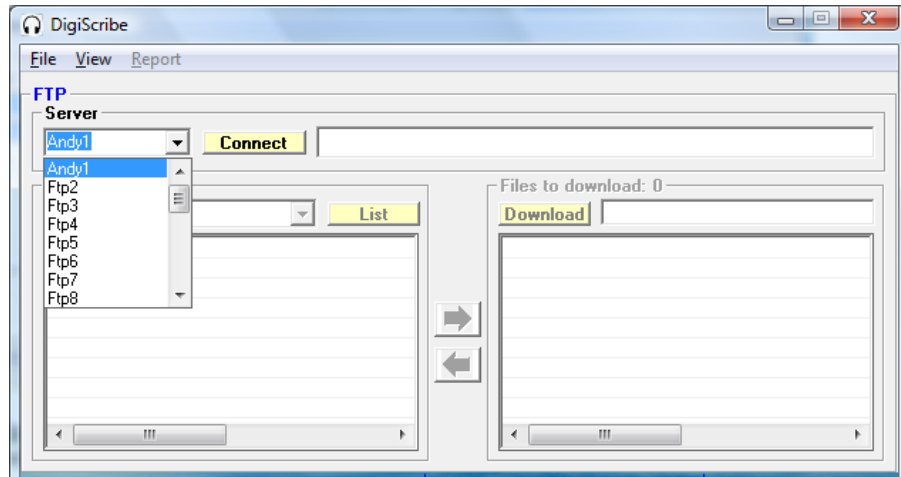 DigiScribe
File View Report
FTP
Server
Andy1 Connect
Andy1
Ftp2
Ftp3
Ftp4
Ftp5
Ftp6
Ftp7
Ftp8
List
Files to download: 0
Download